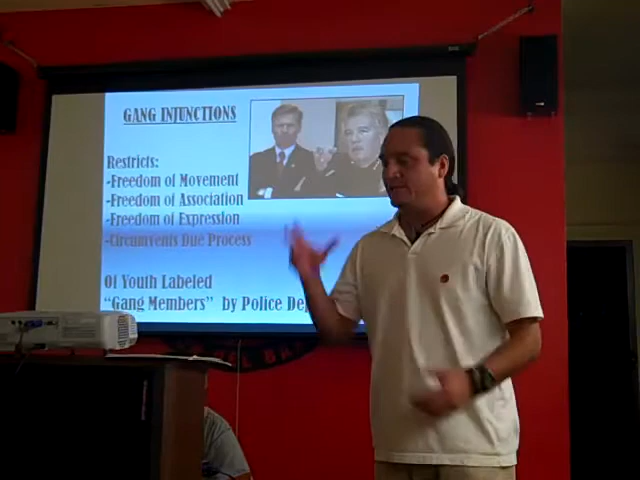 GANG INJUNCTIONS
Restricts:
-Freedom of Movement
-Freedom of Association
-Freedom of Expression
-Circumvents Due Process
Of Youth Labeled
"Gang Members" by Police